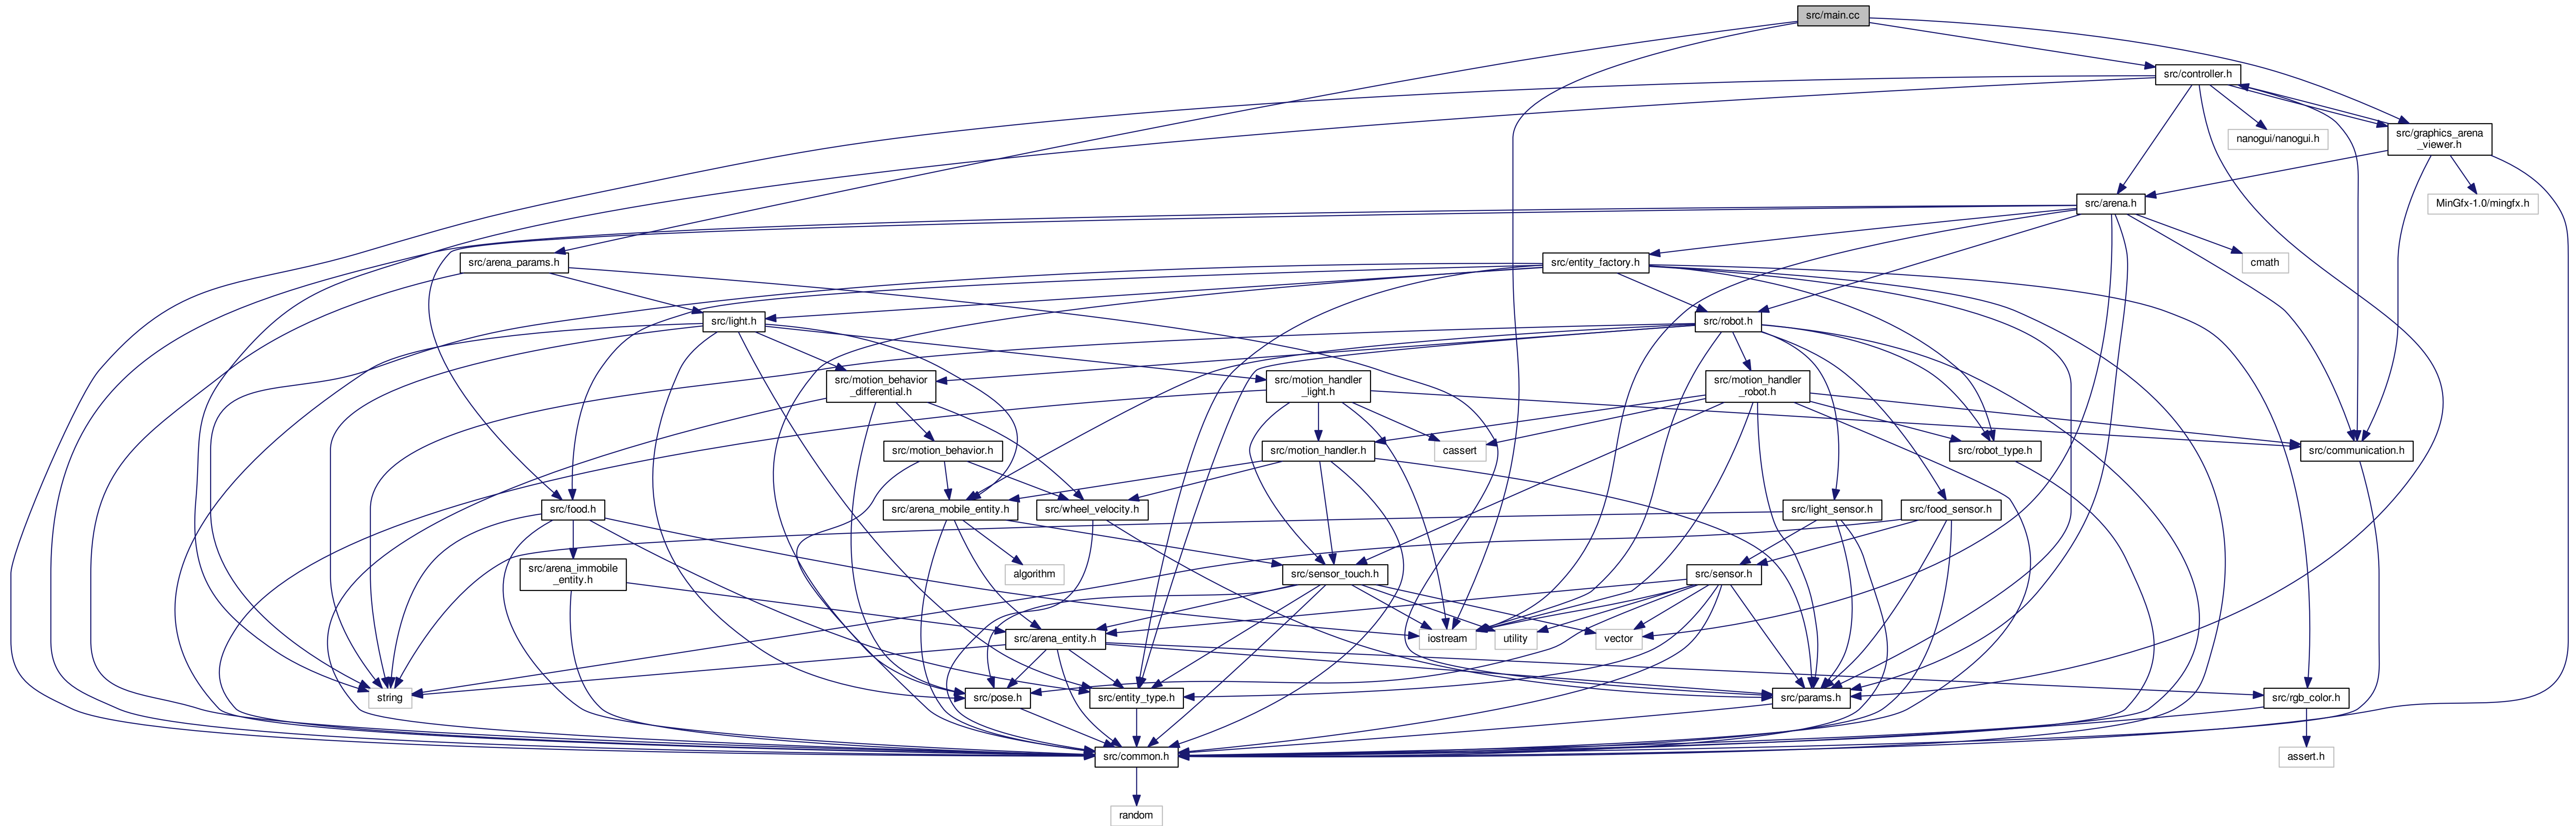 src/main.cc
src/controller.h
nanogui/nanogui.h
src/graphics_arena
_viewer.h
src/arena.h
MinGfx-1.0/mingfx.h
src/arena_params.h
src/entity_factory.h
cmath
src/light.h
src/robot.h
src/motion_behavior
_differential.h
src/motion_handler
_light.h
src/motion_handler
_robot.h
src/motion_behavior.h
src/motion_handler.h
cassert
src/robot_type.h
src/communication.h
src/food.h
src/arena_mobile_entity.h
src/wheel_velocity.h
src/light_sensor.h
src/food_sensor.h
src/arena_immobile
_entity.h
algorithm
src/sensor_touch.h
src/sensor.h
src/arena_entity.h
iostream
utility
vector
string
src/pose.h
src/entity_type.h
src/params.h
src/rgb_color.h
src/common.h
assert.h
random